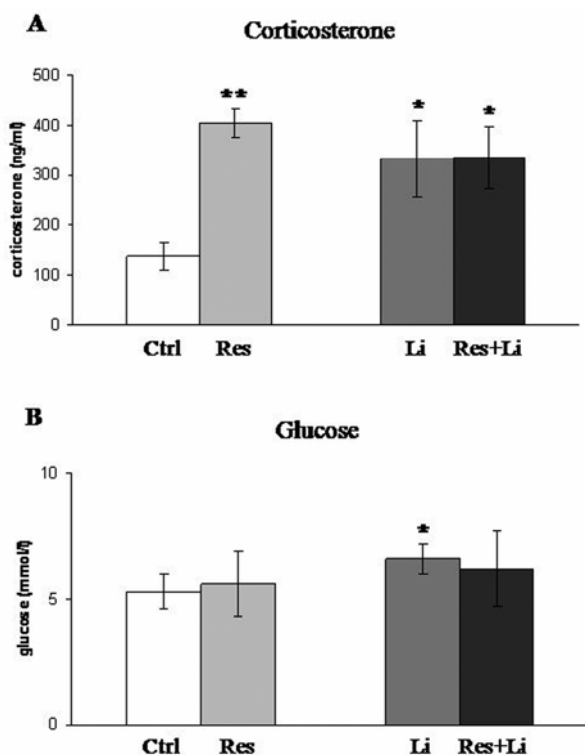 A
Corticosterone
500
400
300
200
100
0
corticosterone (ng/ml)
**
*
*
Ctrl Res Li Res+Li
B
Glucose
10
5
0
glucose (mmol/l)
*
Ctrl Res Li Res+Li